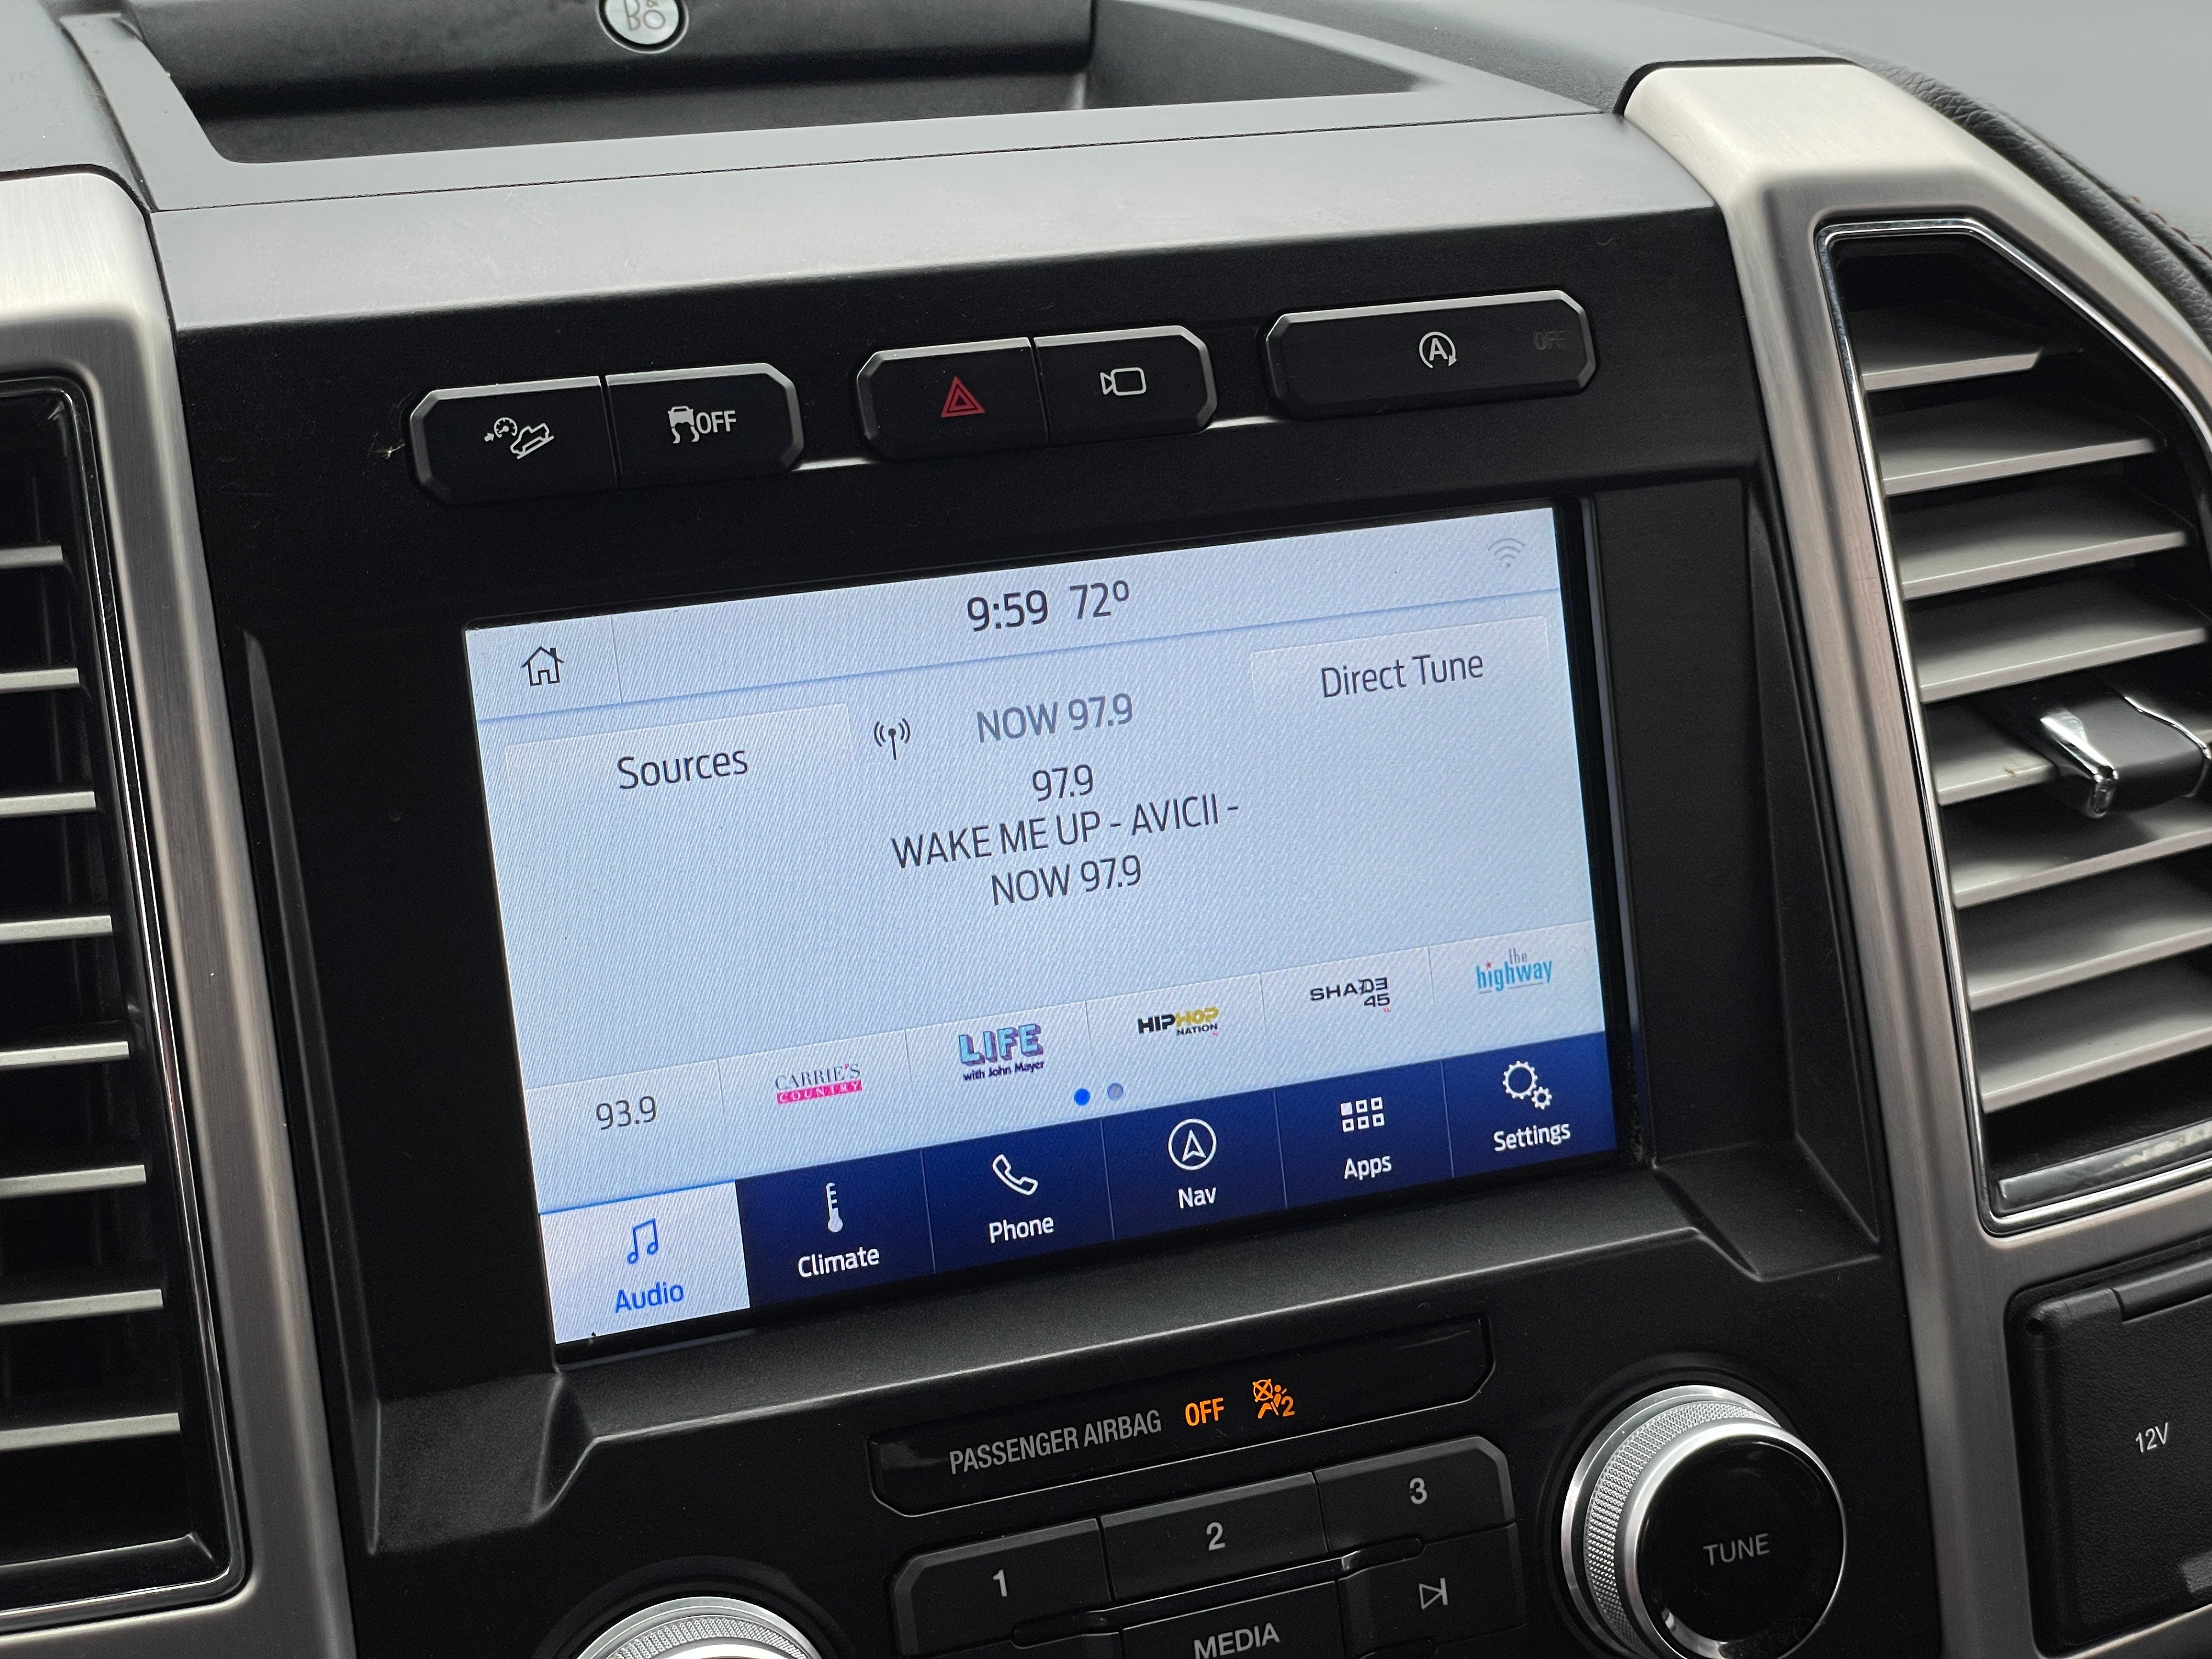 B&O
OFF
A
OFF
9:59 72°
Sources
NOW 97.9
Direct Tune
97.9
WAKE ME UP - AVICII -
NOW 97.9
93.9
CARRIE'S
COUNTRY
LIFE
with John Mayer
HIPHOP
NATION
SHADE
45
the
highway
Audio
Climate
Phone
Nav
Apps
Settings
PASSENGER AIRBAG OFF 2
1
2
3
MEDIA
TUNE
12V